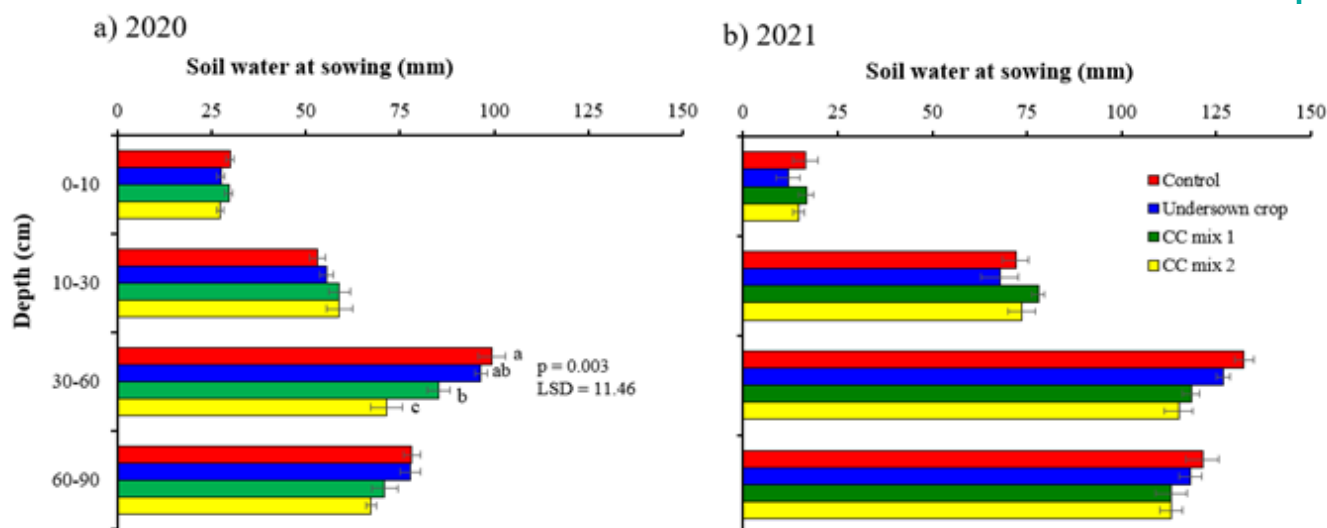 a) 2020
Soil water at sowing (mm)
0 25 50 75 100 125 150
Depth (cm)
0-10
10-30
30-60
60-90
a
ab
b
c
p = 0.003
LSD = 11.46
b) 2021
Soil water at sowing (mm)
0 25 50 75 100 125 150
Control
Undersown crop
CC mix 1
CC mix 2